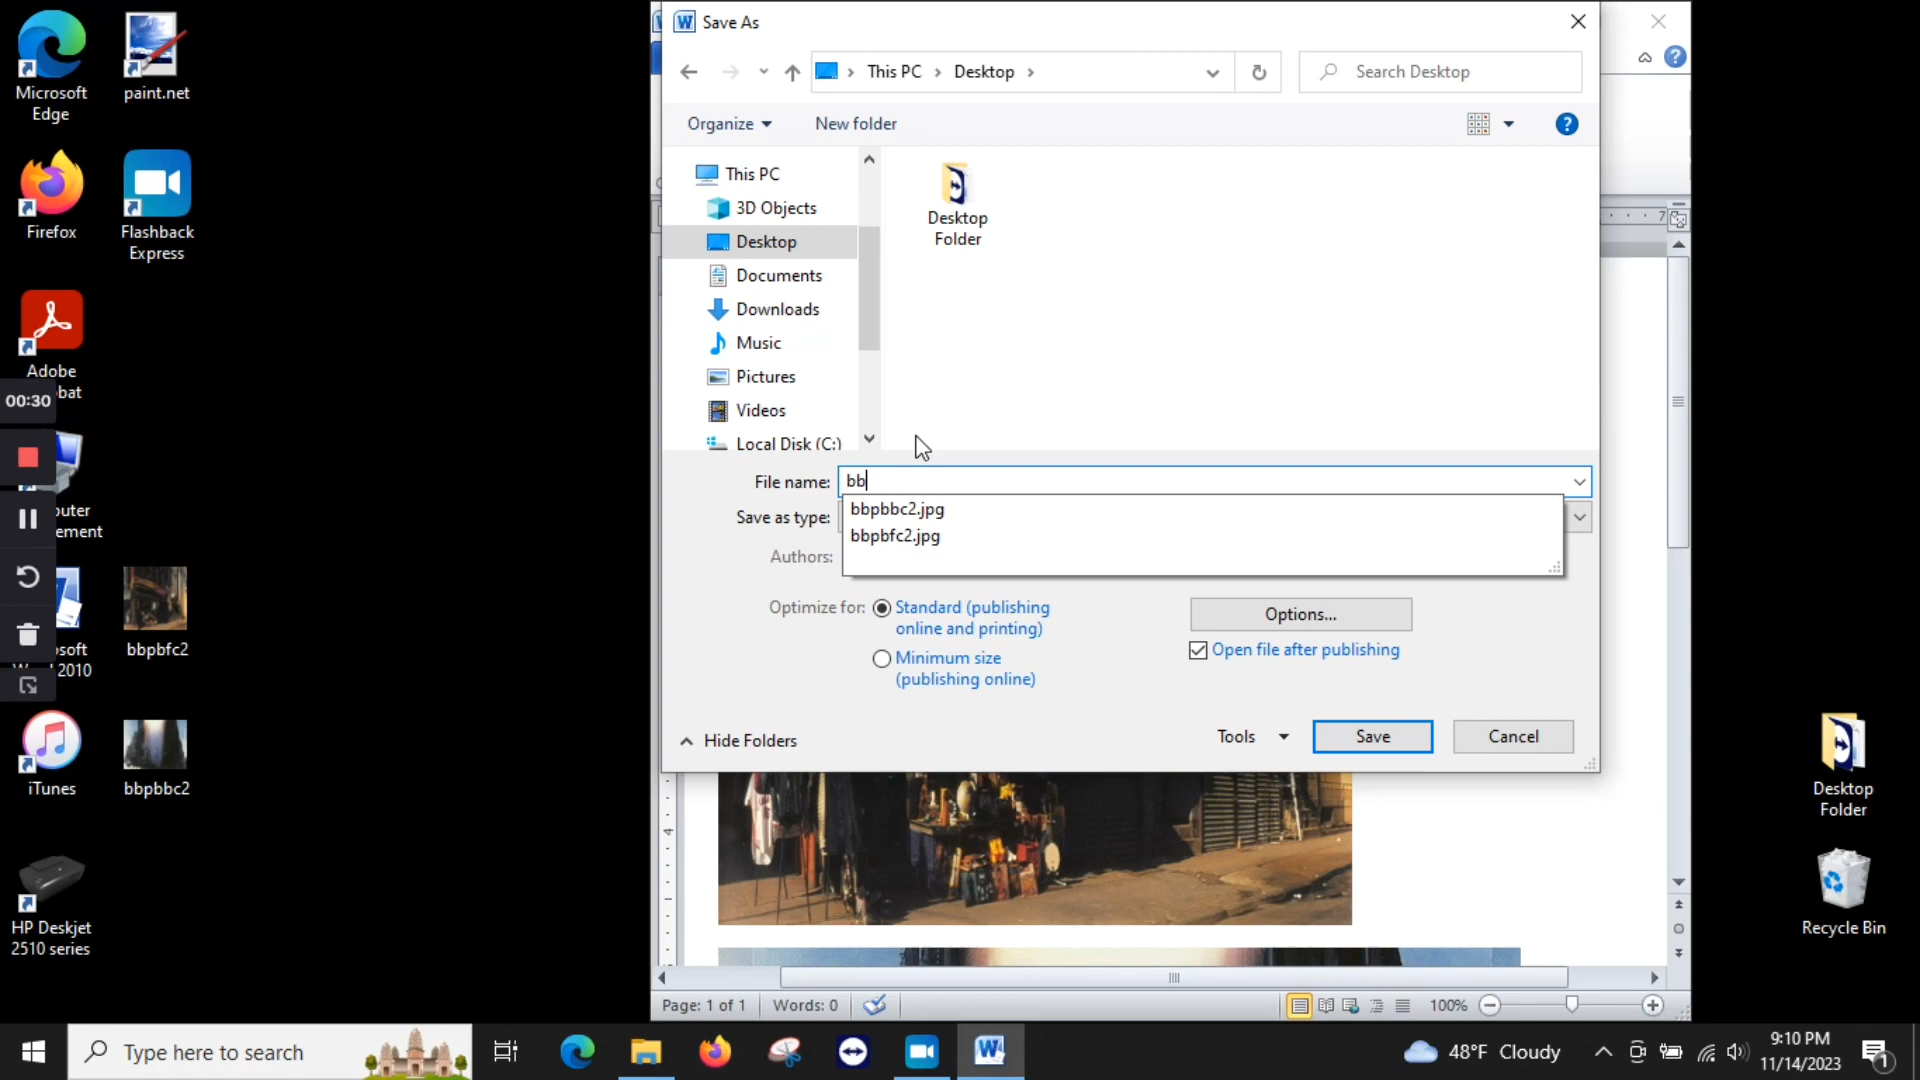 Microsoft
Edge
paint.net
Firefox
Flashback
Express
Adobe
bat
00:30
outer
ement
soft
2010
bbpbfc2
iTunes
bbpbbc2
HP Deskjet
2510 series
Save As
This PC
Desktop
Search Desktop
Organize
New folder
This PC
3D Objects
Desktop
Documents
Downloads
Music
Pictures
Videos
Local Disk (C:)
Desktop
Folder
File name: bb
bbpbbc2.jpg
Save as type:
bbpbfc2.jpg
Authors:
Optimize for:
Standard (publishing
online and printing)
Minimum size
(publishing online)
Options...
Open file after publishing
Hide Folders
Tools
Save
Cancel
7
4
Page: 1 of 1
Words: 0
100%
Desktop
Folder
Recycle Bin
Type here to search
48°F Cloudy
9:10 PM
11/14/2023
1